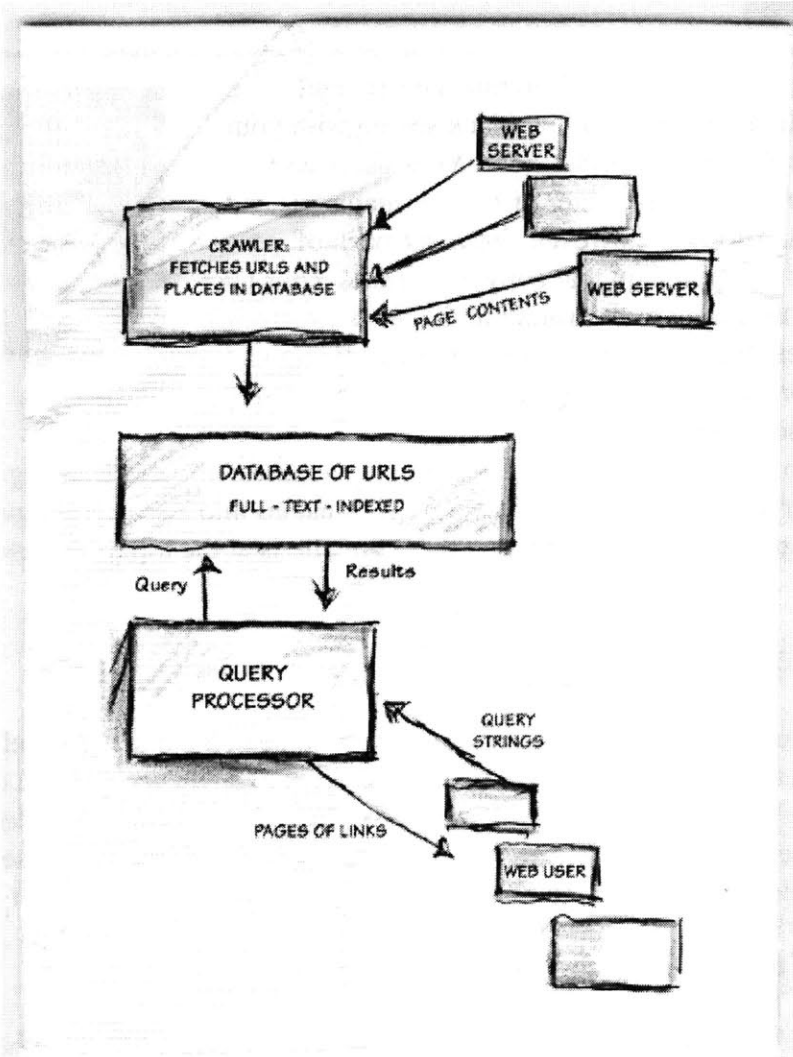 WEB
SERVER
CRAWLER:
FETCHES URLS AND
PLACES IN DATABASE
WEB SERVER
PAGE CONTENTS
DATABASE OF URLS
FULL - TEXT - INDEXED
Query
Results
QUERY
PROCESSOR
QUERY
STRINGS
PAGES OF LINKS
WEB USER